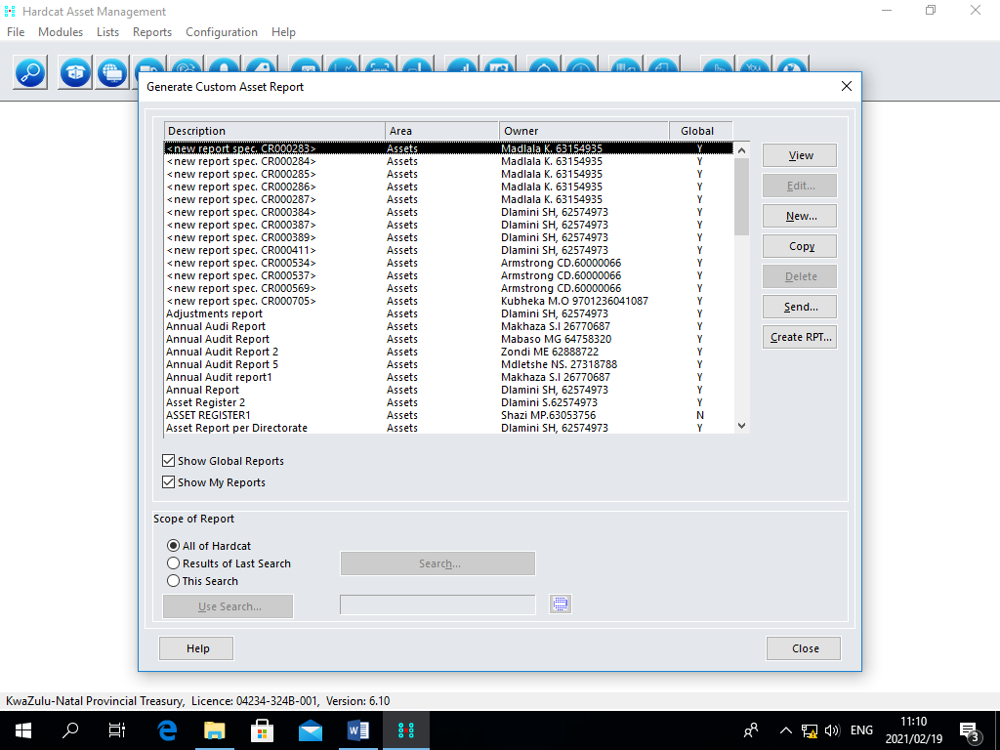 Hardcat Asset Management
File Modules Lists Reports Configuration Help
Generate Custom Asset Report
Description Area Owner Global
<new report spec. CR000283> Assets Madlala K. 63154935 Y
<new report spec. CR000284> Assets Madlala K. 63154935 Y
<new report spec. CR000285> Assets Madlala K. 63154935 Y
<new report spec. CR000286> Assets Madlala K. 63154935 Y
<new report spec. CR000287> Assets Madlala K. 63154935 Y
<new report spec. CR000384> Assets Dlamini SH, 62574973 Y
<new report spec. CR000387> Assets Dlamini SH, 62574973 Y
<new report spec. CR000389> Assets Dlamini SH, 62574973 Y
<new report spec. CR000411> Assets Dlamini SH, 62574973 Y
<new report spec. CR000534> Assets Armstrong CD.60000066 Y
<new report spec. CR000537> Assets Armstrong CD.60000066 Y
<new report spec. CR000569> Assets Armstrong CD.60000066 Y
<new report spec. CR000705> Assets Kubheka M.O 9701236041087 Y
Adjustments report Assets Dlamini SH, 62574973 Y
Annual Audi Report Assets Makhaza S.I 26770687 Y
Annual Audit Report Assets Mabaso MG 64758320 Y
Annual Audit Report 2 Assets Zondi ME 62888722 Y
Annual Audit Report 5 Assets Mdletshe NS. 27318788 Y
Annual Audit report1 Assets Makhaza S.I 26770687 Y
Annual Report Assets Dlamini SH, 62574973 Y
Asset Register 2 Assets Dlamini S.62574973 Y
ASSET REGISTER1 Assets Shazi MP.63053756 N
Asset Report per Directorate Assets Dlamini SH, 62574973 Y
View
Edit...
New...
Copy
Delete
Send...
Create RPT...
Show Global Reports
Show My Reports
Scope of Report
All of Hardcat
Results of Last Search
This Search
Search...
Use Search...
Help
Close
KwaZulu-Natal Provincial Treasury, Licence: 04234-324B-001, Version: 6.10
ENG
11:10
2021/02/19
3